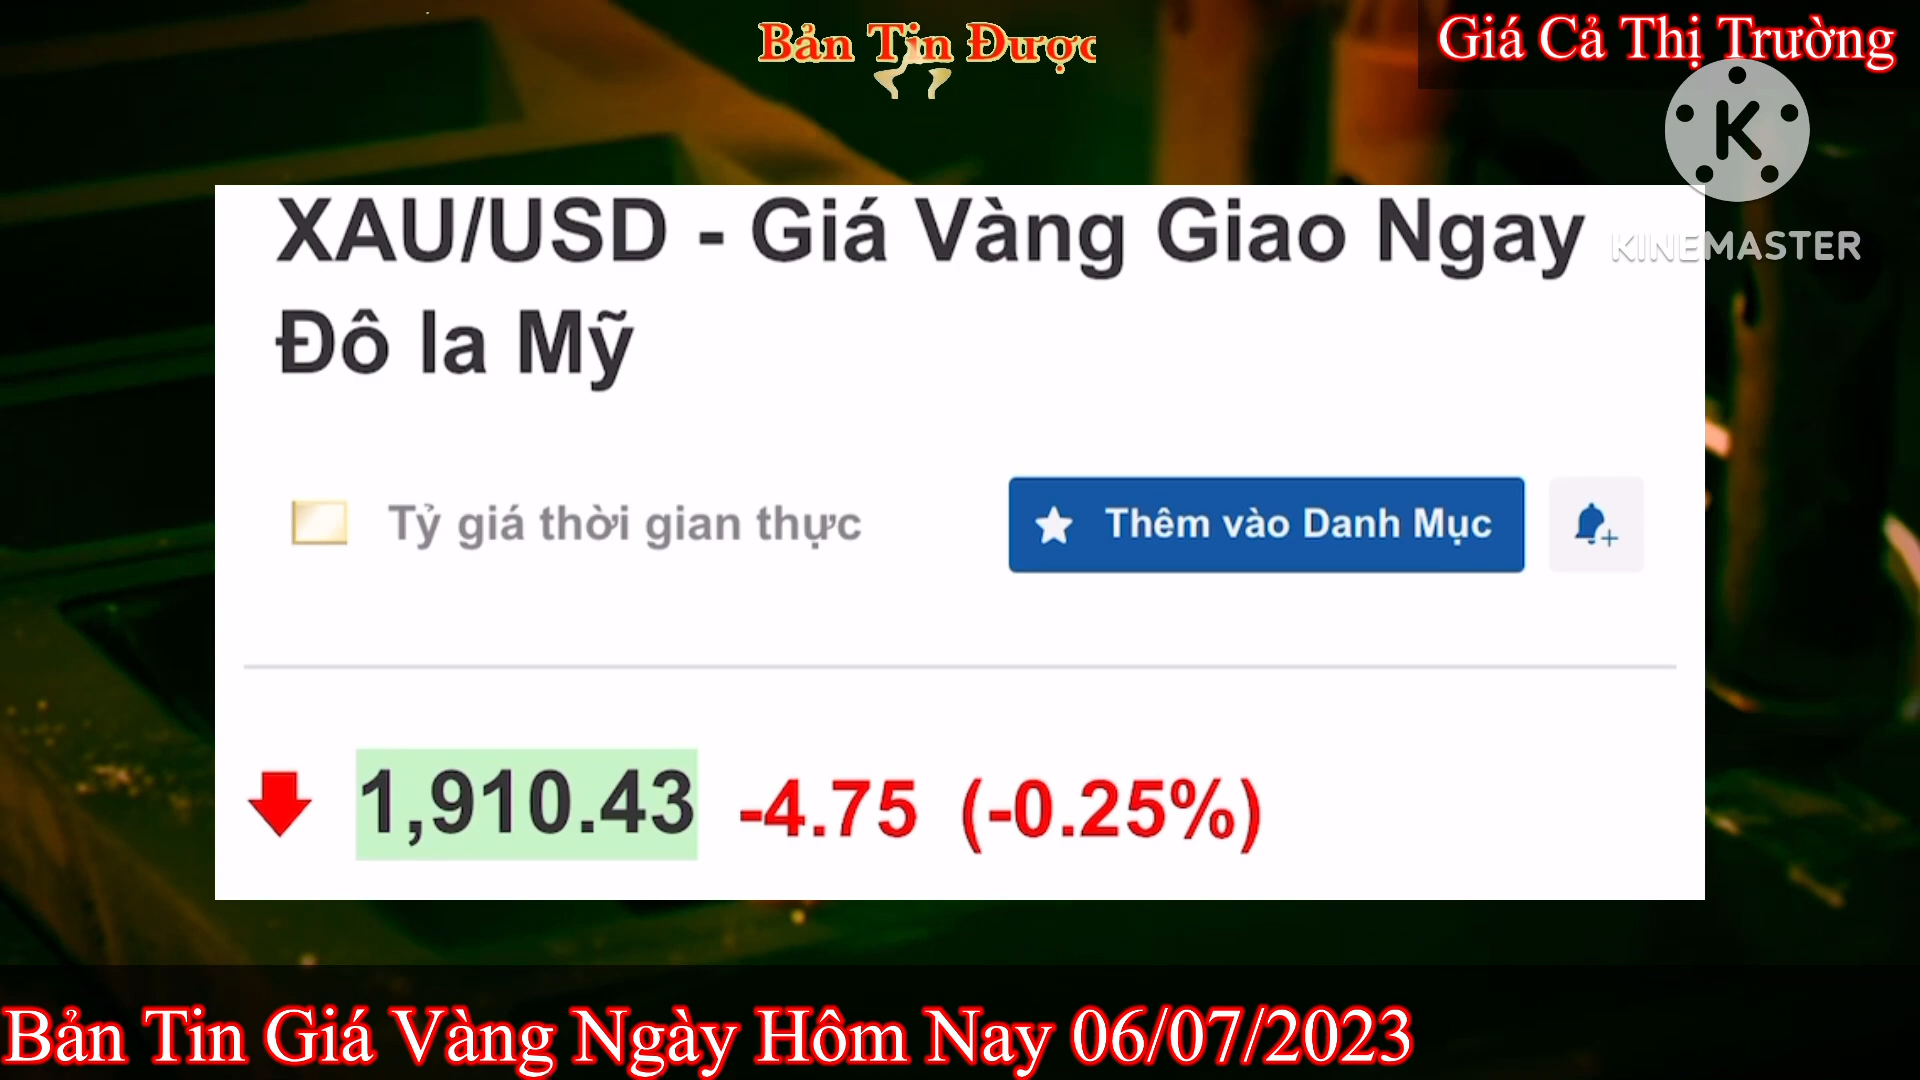 Bản Tin Được
Giá Cả Thị Trường
K
KINEMASTER
XAU/USD - Giá Vàng Giao Ngay
Đô la Mỹ
Tỷ giá thời gian thực
Thêm vào Danh Mục
1,910.43 -4.75 (-0.25%)
Bản Tin Giá Vàng Ngày Hôm Nay 06/07/2023